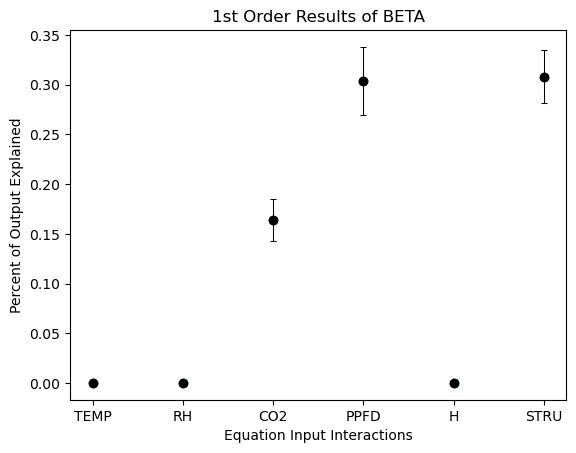 1st Order Results of BETA
Percent of Output Explained
0.35
0.30
0.25
0.20
0.15
0.10
0.05
0.00
TEMP RH CO2 PPFD H STRU
Equation Input Interactions